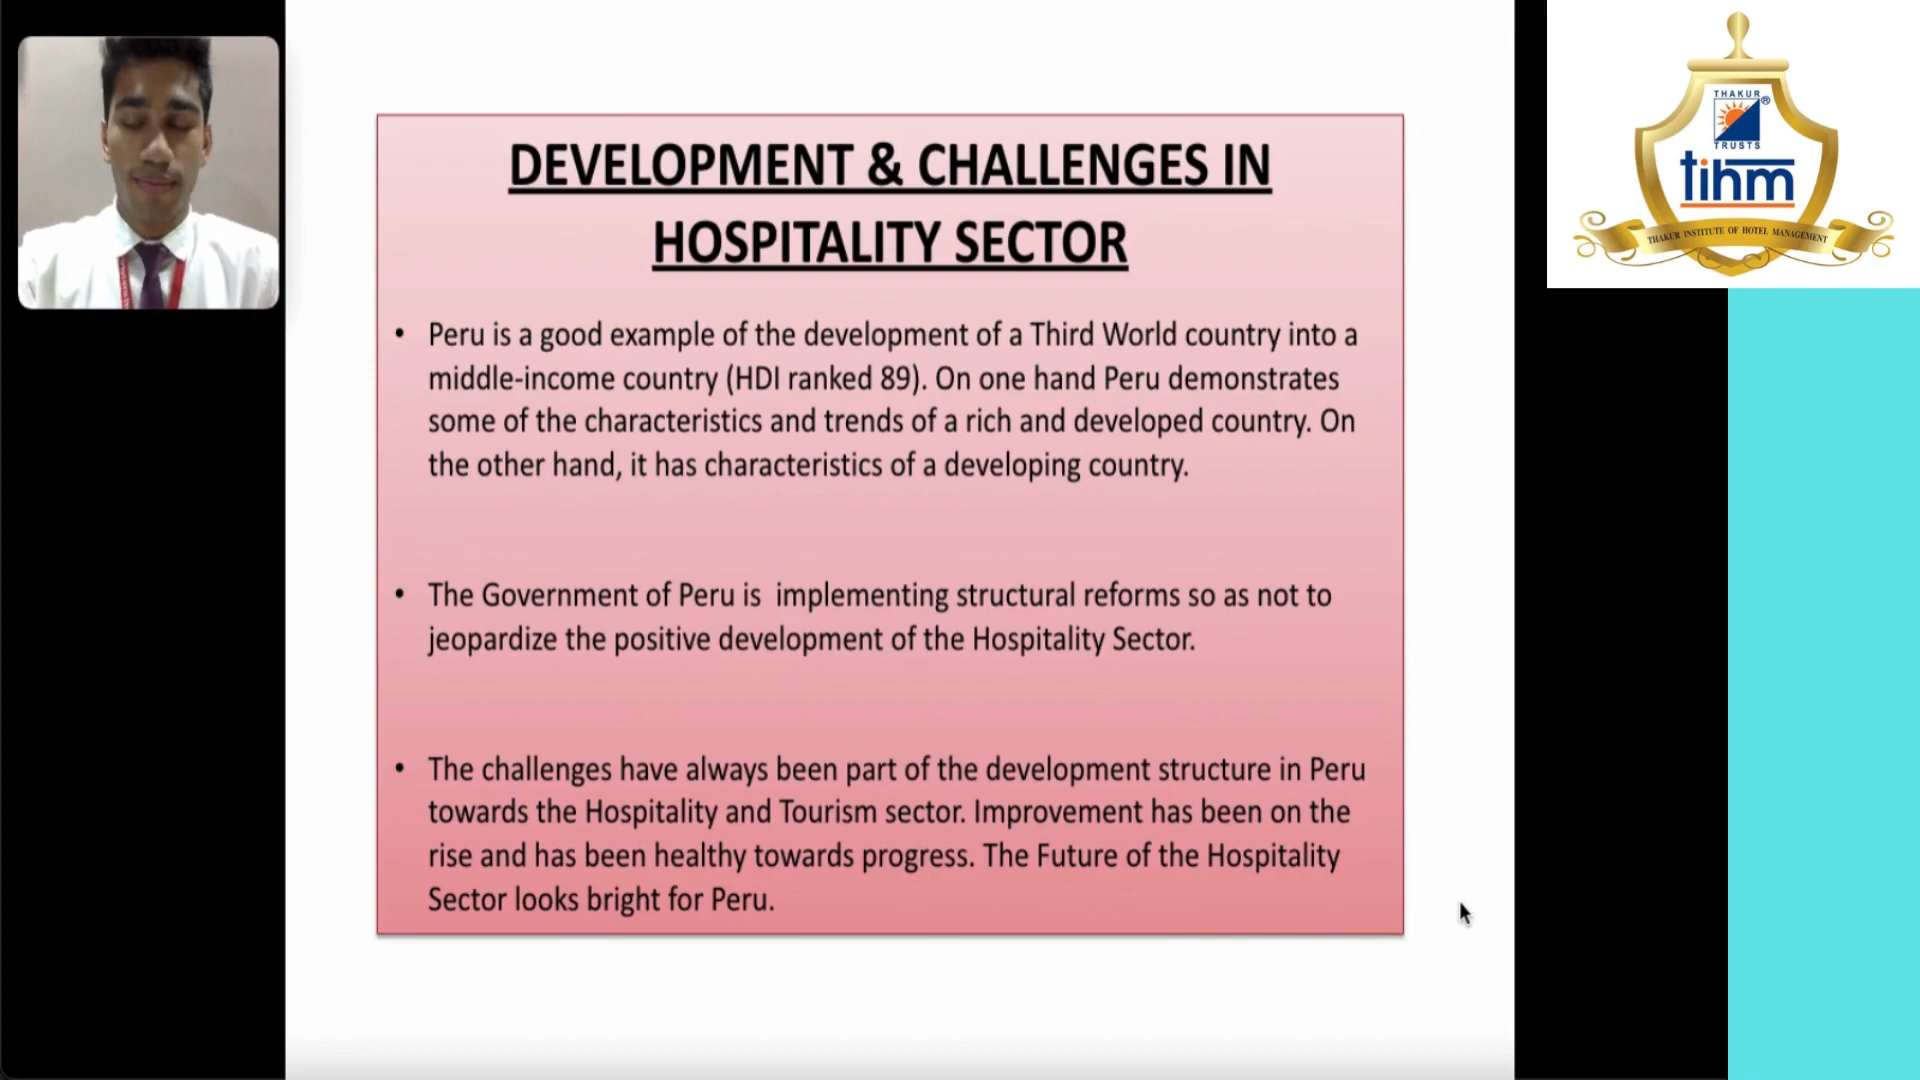 DEVELOPMENT & CHALLENGES IN
HOSPITALITY SECTOR
• Peru is a good example of the development of a Third World country into a
middle-income country (HDI ranked 89). On one hand Peru demonstrates
some of the characteristics and trends of a rich and developed country. On
the other hand, it has characteristics of a developing country.
• The Government of Peru is  implementing structural reforms so as not to
jeopardize the positive development of the Hospitality Sector.
• The challenges have always been part of the development structure in Peru
towards the Hospitality and Tourism sector. Improvement has been on the
rise and has been healthy towards progress. The Future of the Hospitality
Sector looks bright for Peru.
THAKUR
®
TRUSTS
tihm
THAKUR INSTITUTE OF HOTEL MANAGEMENT